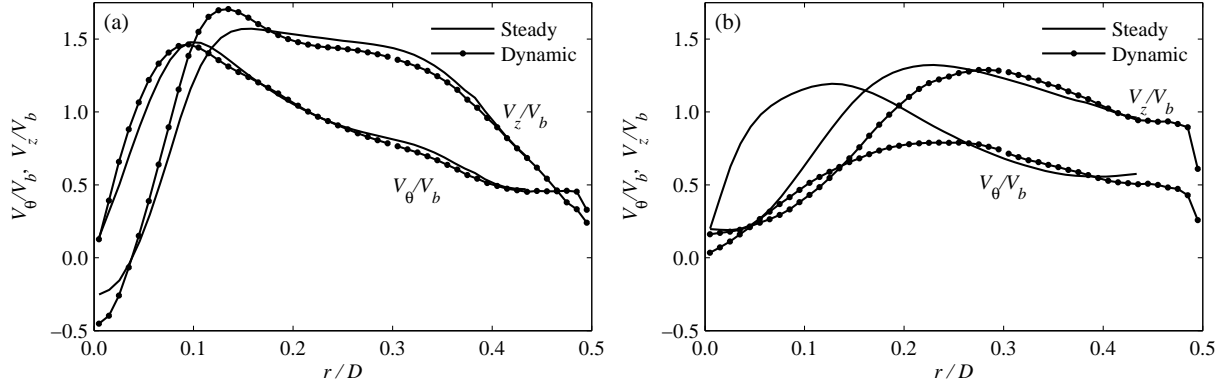 (a)
Steady
Dynamic
V_z/V_b
V_θ/V_b
V_θ/V_b, V_z/V_b
1.5
1.0
0.5
0.0
−0.5
0.0 0.1 0.2 0.3 0.4 0.5
r / D
(b)
Steady
Dynamic
V_z/V_b
V_θ/V_b
V_θ/V_b, V_z/V_b
1.5
1.0
0.5
0.0
−0.5
0.0 0.1 0.2 0.3 0.4 0.5
r / D